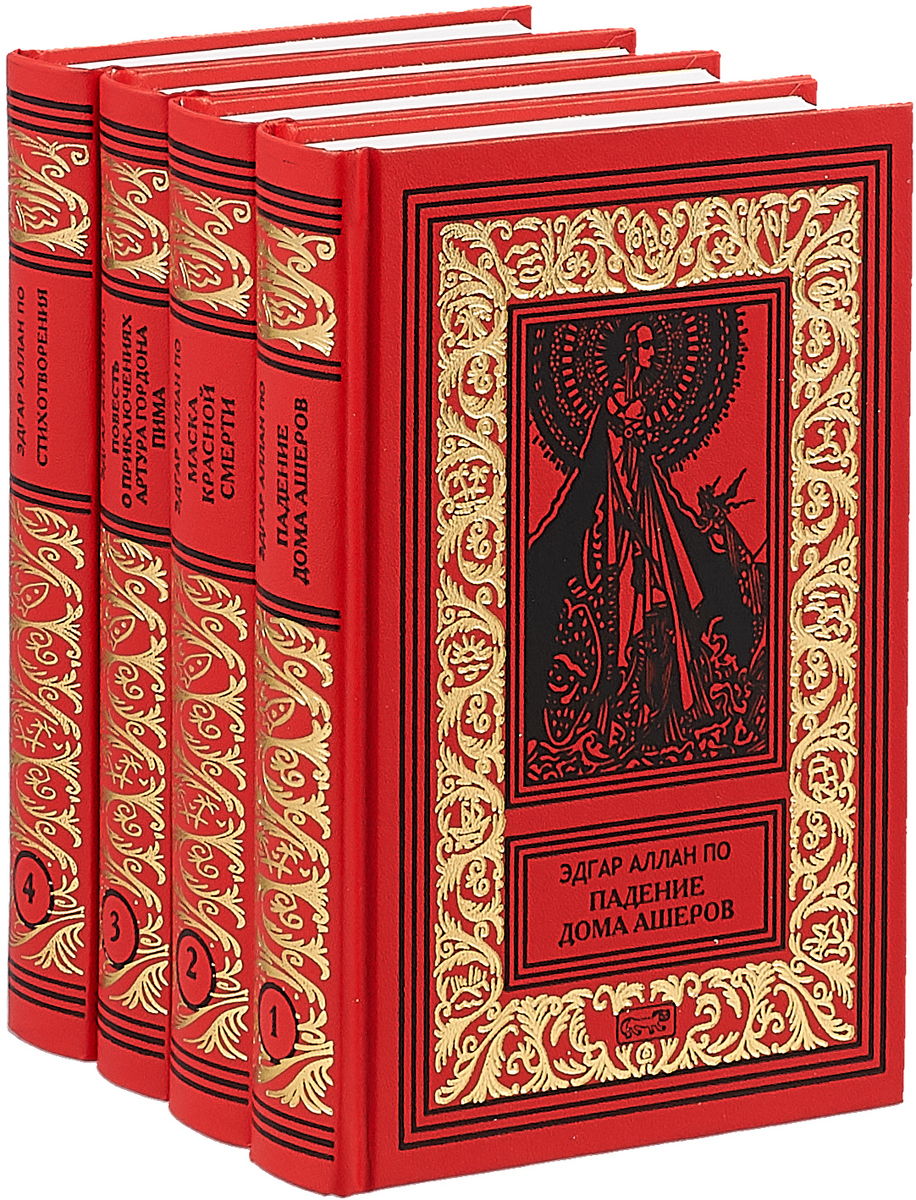 ЭДГАР АЛЛАН ПО
СТИХОТВОРЕНИЯ
4
ПОВЕСТЬ
О ПРИКЛЮЧЕНИЯХ
АРТУРА ГОРДОНА
ПИМА
3
ЭДГАР АЛЛАН ПО
МАСКА
КРАСНОЙ
СМЕРТИ
2
ЭДГАР АЛЛАН ПО
ПАДЕНИЕ
ДОМА АШЕРОВ
1
ЭДГАР АЛЛАН ПО
ПАДЕНИЕ
ДОМА АШЕРОВ